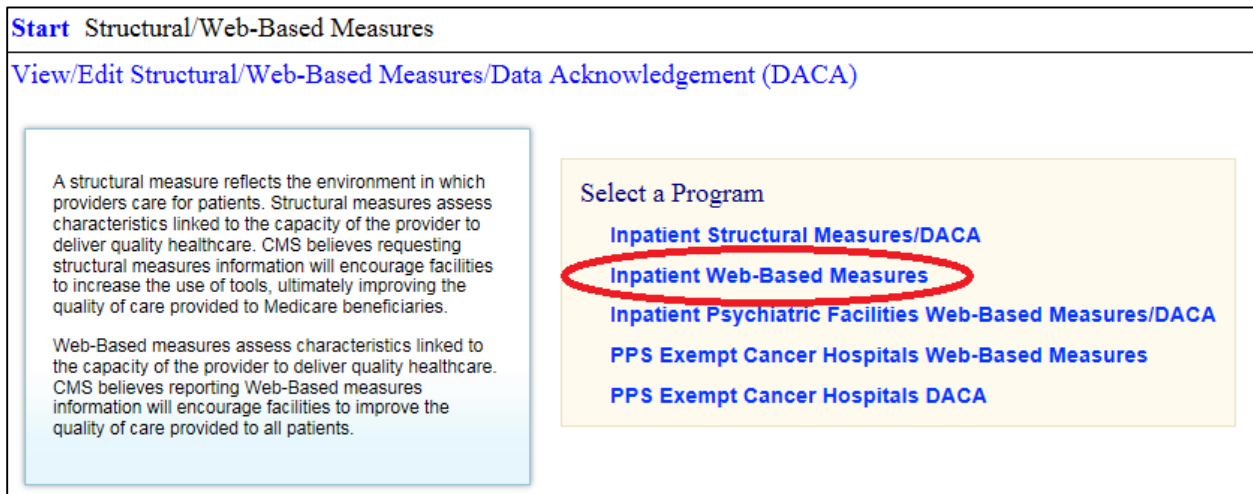 Start Structural/Web-Based Measures
View/Edit Structural/Web-Based Measures/Data Acknowledgement (DACA)
A structural measure reflects the environment in which
providers care for patients. Structural measures assess
characteristics linked to the capacity of the provider to
deliver quality healthcare. CMS believes requesting
structural measures information will encourage facilities
to increase the use of tools, ultimately improving the
quality of care provided to Medicare beneficiaries.
Web-Based measures assess characteristics linked to
the capacity of the provider to deliver quality healthcare.
CMS believes reporting Web-Based measures
information will encourage facilities to improve the
quality of care provided to all patients.
Select a Program
Inpatient Structural Measures/DACA
Inpatient Web-Based Measures
Inpatient Psychiatric Facilities Web-Based Measures/DACA
PPS Exempt Cancer Hospitals Web-Based Measures
PPS Exempt Cancer Hospitals DACA